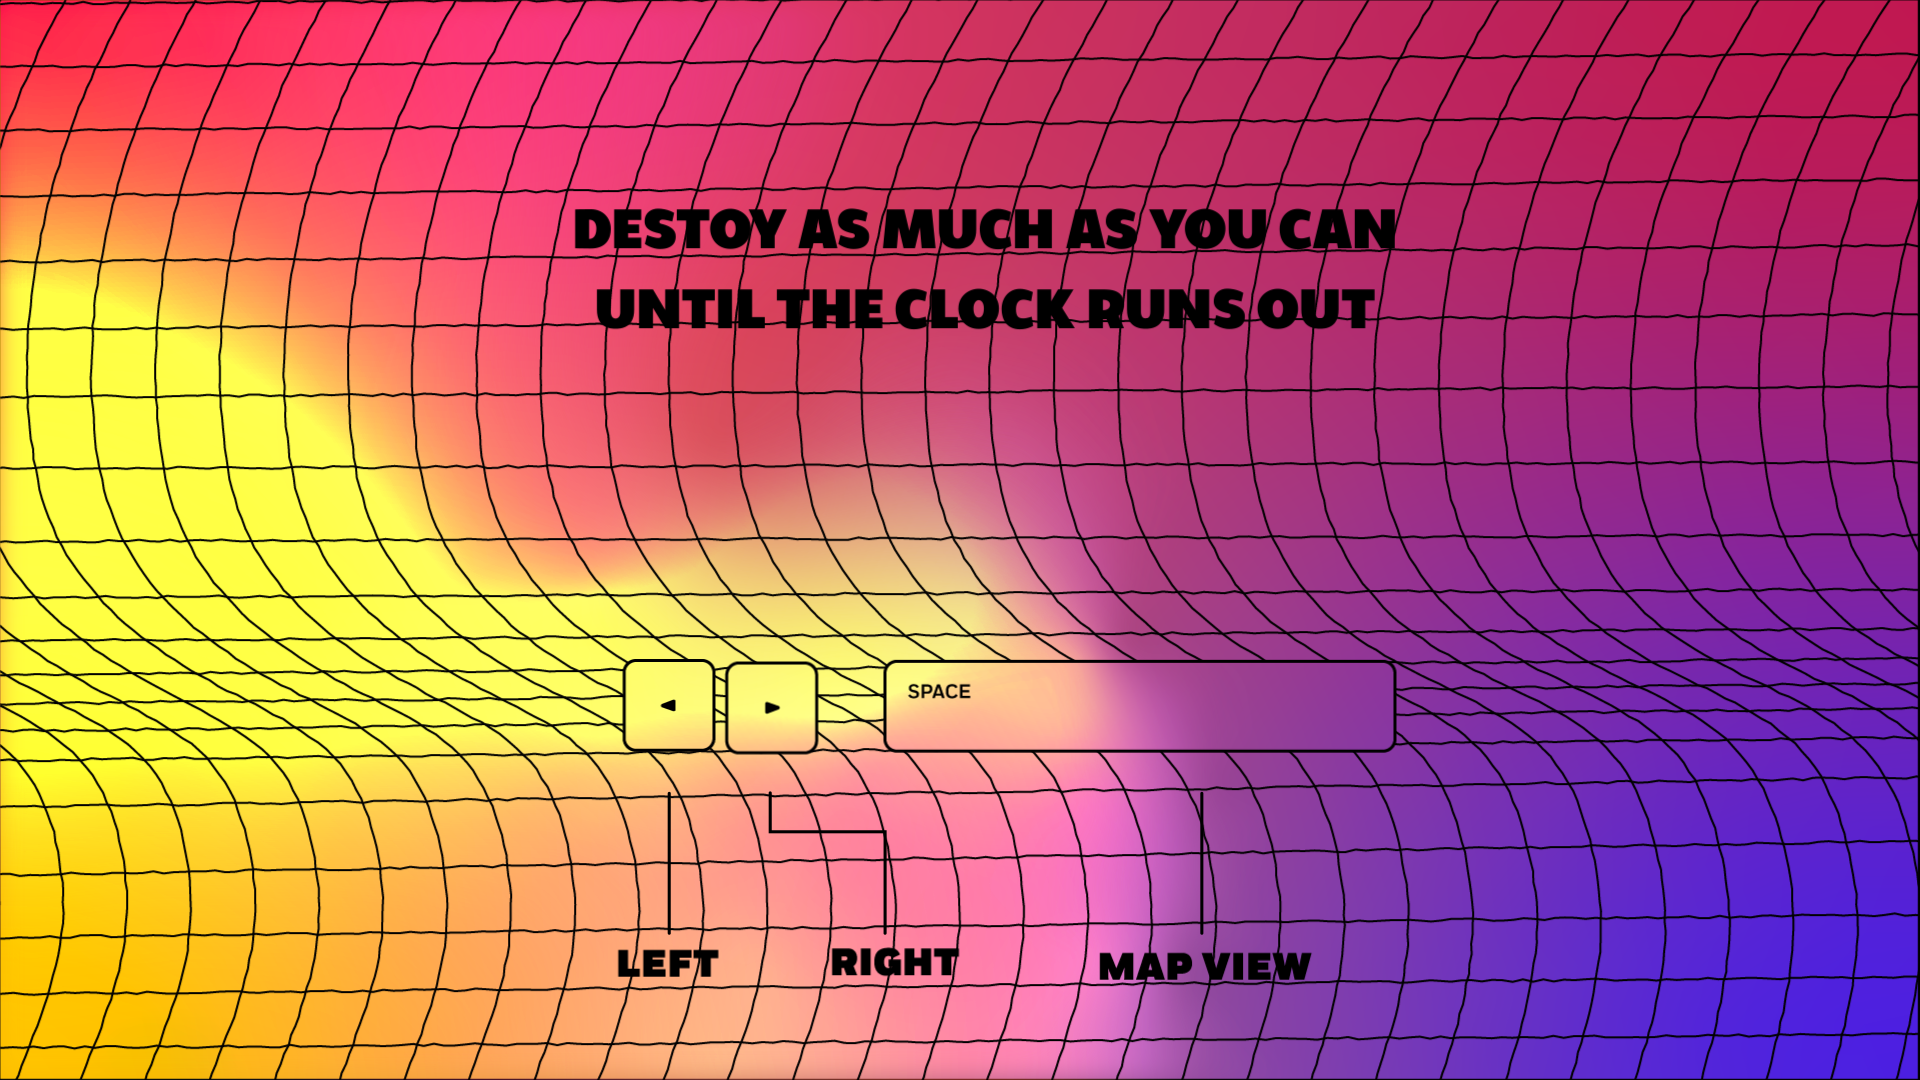 DESTOY AS MUCH AS YOU CAN
UNTIL THE CLOCK RUNS OUT
SPACE
LEFT
RIGHT
MAP VIEW